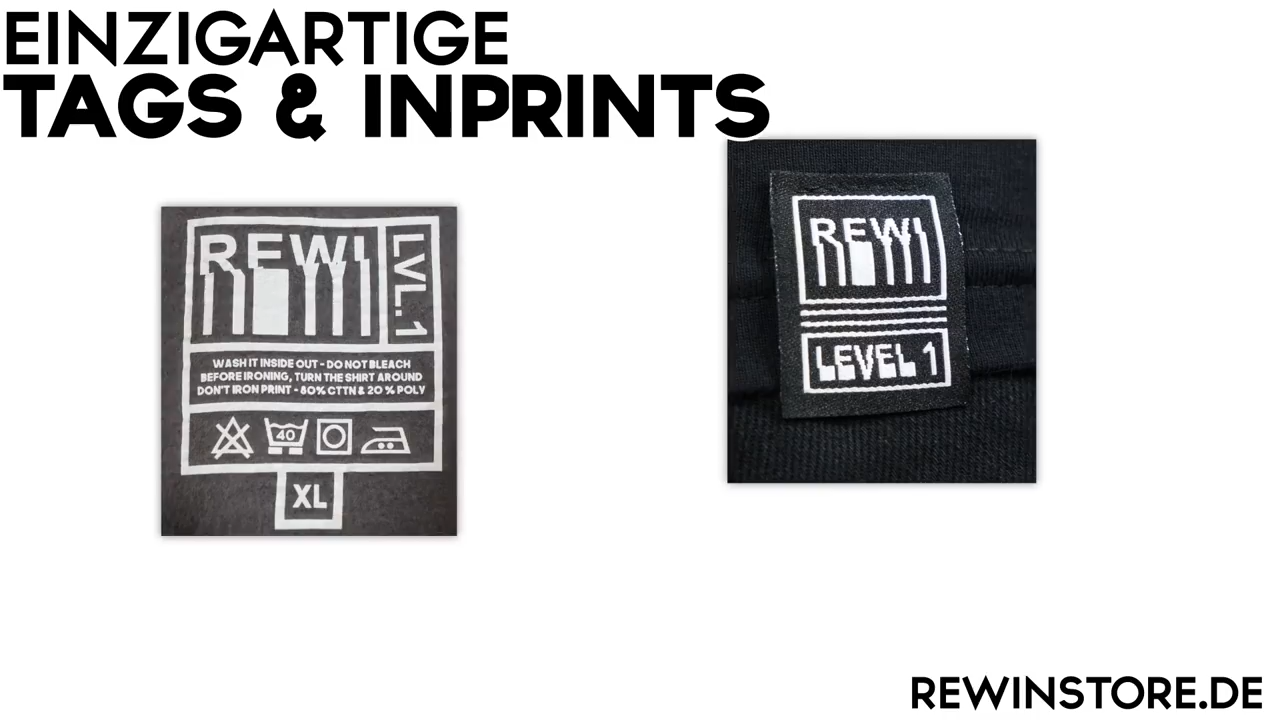 EINZIGARTIGE
TAGS & INPRINTS
REWI
LVL.1
WASH IT INSIDE OUT - DO NOT BLEACH
BEFORE IRONING, TURN THE SHIRT AROUND
DON'T IRON PRINT - 80% CTTN & 20 % POLY
40
XL
REWI
LEVEL 1
REWINSTORE.DE